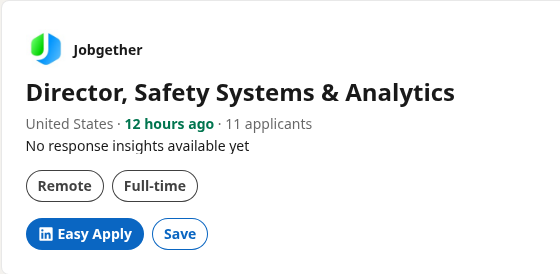 Jobgether
Director, Safety Systems & Analytics
United States · 12 hours ago · 11 applicants
No response insights available yet
Remote Full-time
in Easy Apply Save